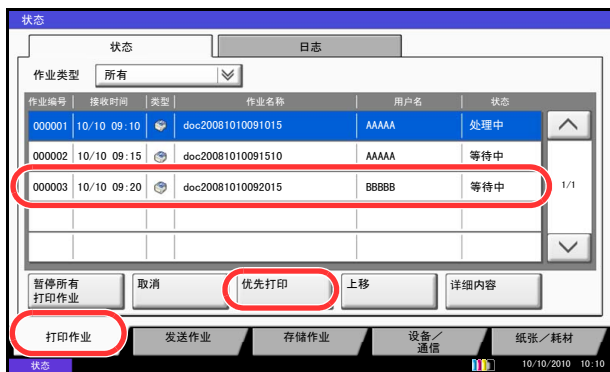 状态
状态 日志
作业类型 所有
作业编号 接收时间 类型 作业名称 用户名 状态
000001 10/10 09:10 doc20081010091015 AAAAA 处理中
000002 10/10 09:15 doc20081010091510 AAAAA 等待中
000003 10/10 09:20 doc20081010092015 BBBBB 等待中
1/1
暂停所有 取消 优先打印 上移 详细内容
打印作业
打印作业 发送作业 存储作业 设备／ 纸张／耗材
通信
状态 10/10/2010 10:10